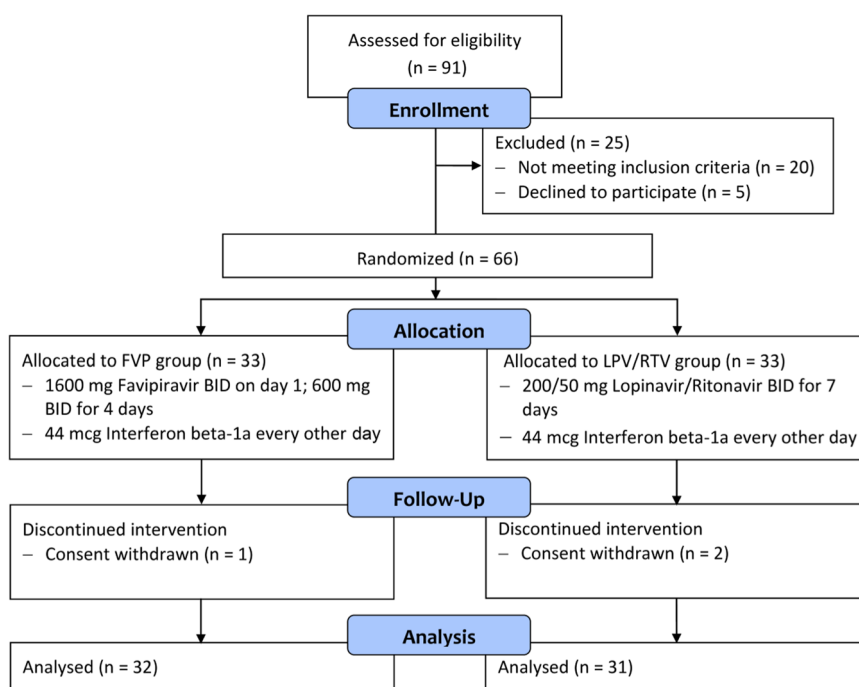 Assessed for eligibility
(n = 91)
Enrollment
Excluded (n = 25)
– Not meeting inclusion criteria (n = 20)
– Declined to participate (n = 5)
Randomized (n = 66)
Allocation
Allocated to FVP group (n = 33)
– 1600 mg Favipiravir BID on day 1; 600 mg
BID for 4 days
– 44 mcg Interferon beta-1a every other day
Allocated to LPV/RTV group (n = 33)
– 200/50 mg Lopinavir/Ritonavir BID for 7
days
– 44 mcg Interferon beta-1a every other day
Follow-Up
Discontinued intervention
– Consent withdrawn (n = 1)
Discontinued intervention
– Consent withdrawn (n = 2)
Analysis
Analysed (n = 32)
Analysed (n = 31)